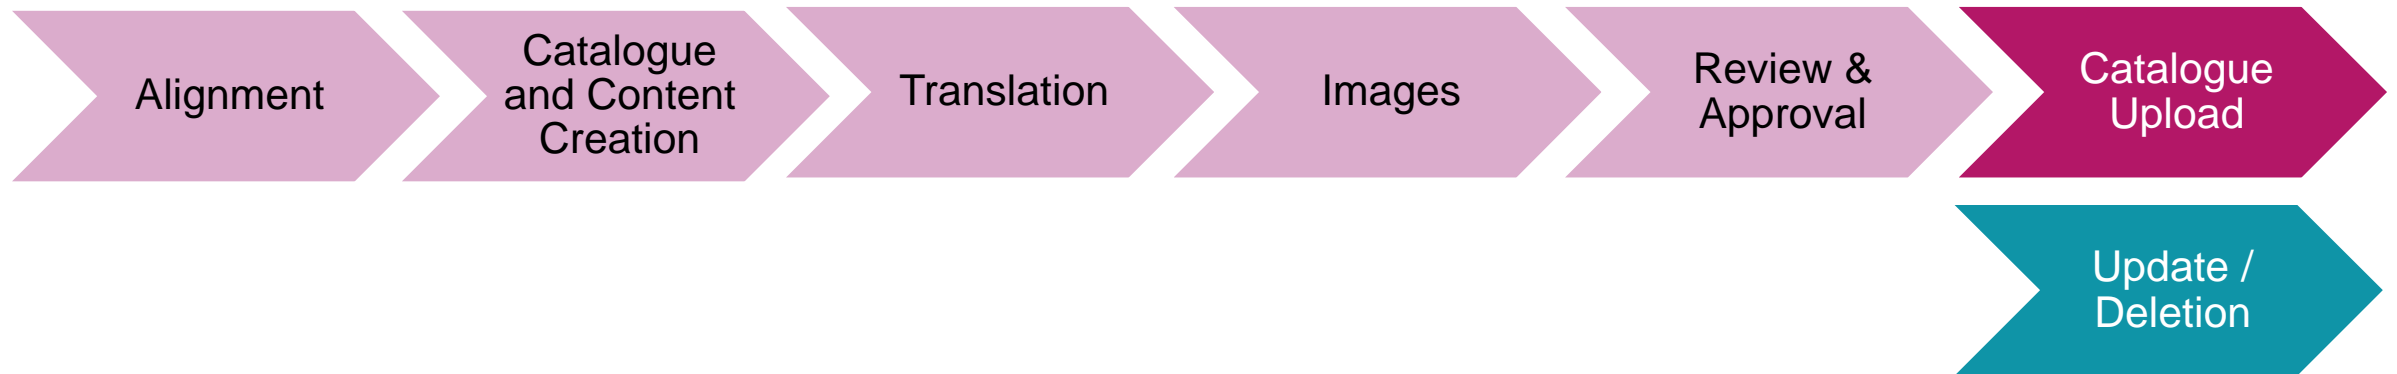 Alignment
Catalogue
and Content
Creation
Translation
Images
Review &
Approval
Catalogue
Upload
Update /
Deletion